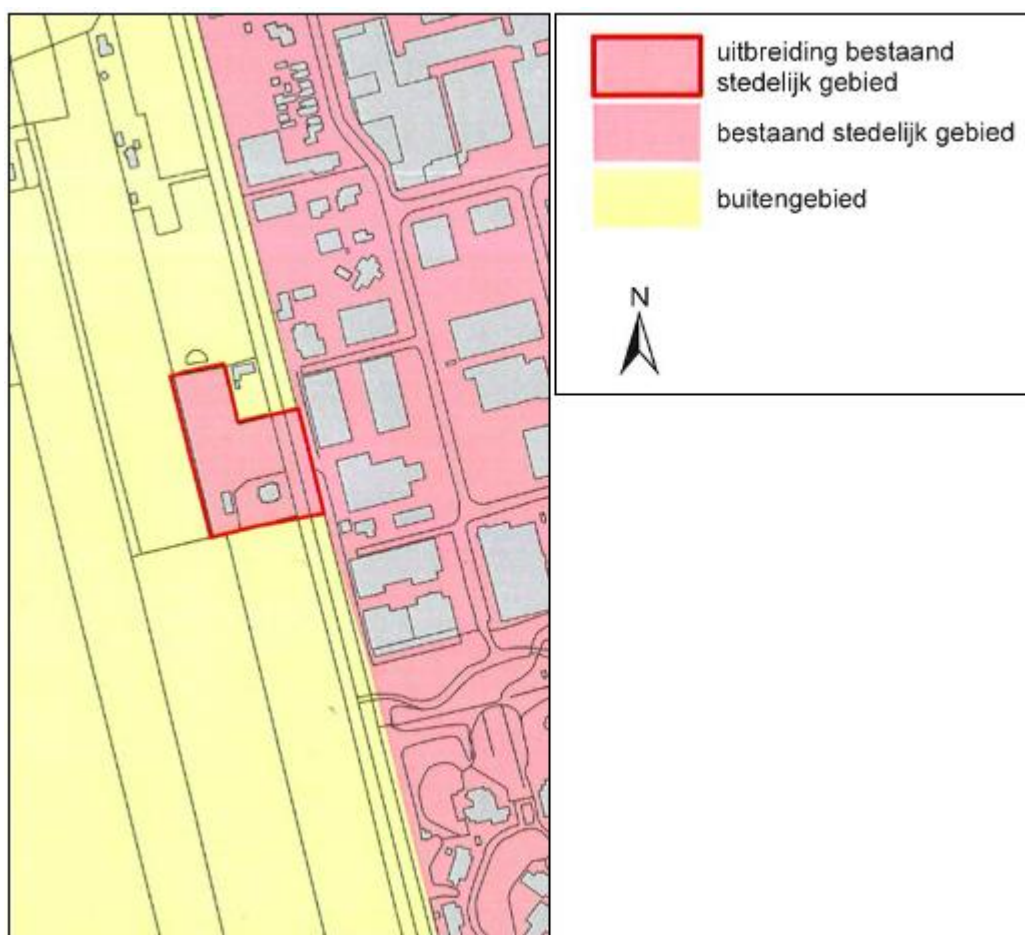 uitbreiding bestaand
stedelijk gebied
bestaand stedelijk gebied
buitengebied
N